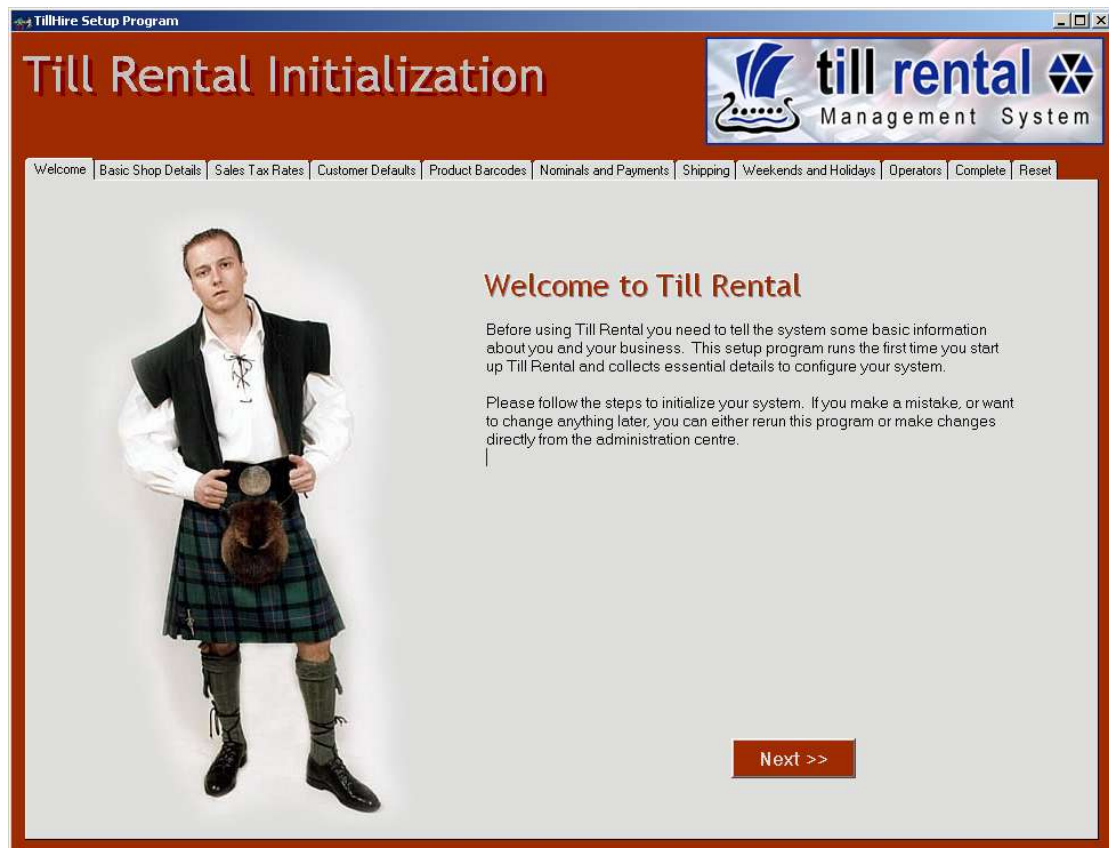 TillHire Setup Program
Till Rental Initialization
till rental
Management System
Welcome Basic Shop Details Sales Tax Rates Customer Defaults Product Barcodes Nominals and Payments Shipping Weekends and Holidays Operators Complete Reset
Welcome to Till Rental
Before using Till Rental you need to tell the system some basic information
about you and your business. This setup program runs the first time you start
up Till Rental and collects essential details to configure your system.
Please follow the steps to initialize your system. If you make a mistake, or want
to change anything later, you can either rerun this program or make changes
directly from the administration centre.
Next >>